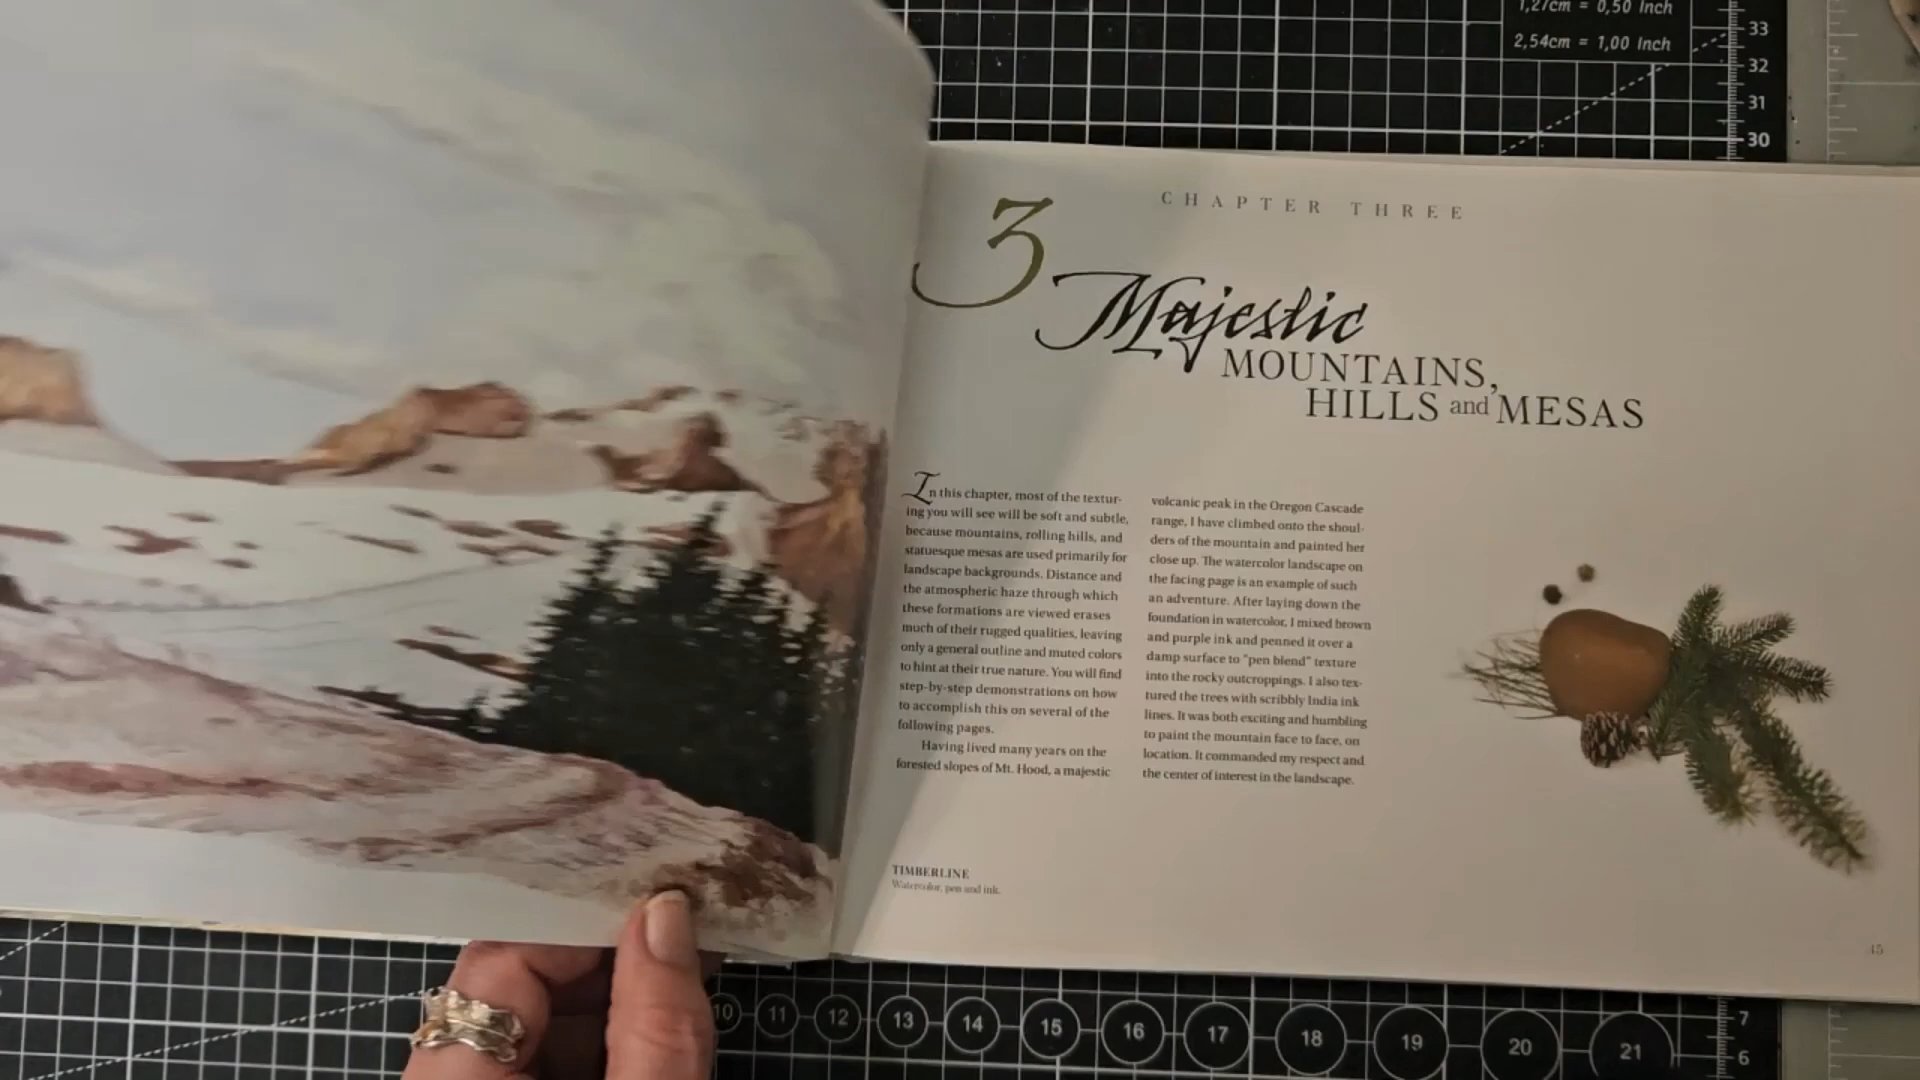 1,27cm = 0,50 Inch
2,54cm = 1,00 Inch
33
32
31
30
CHAPTER THREE
3
Majestic
MOUNTAINS,
HILLS and MESAS
In this chapter, most of the textur-
ing you will see will be soft and subtle,
because mountains, rolling hills, and
statuesque mesas are used primarily for
landscape backgrounds. Distance and
the atmospheric haze through which
these formations are viewed erases
much of their rugged qualities, leaving
only a general outline and muted colors
to hint at their true nature. You will find
step-by-step demonstrations on how
to accomplish this on several of the
following pages.
Having lived many years on the
forested slopes of Mt. Hood, a majestic
volcanic peak in the Oregon Cascade
range, I have climbed onto the shoul-
ders of the mountain and painted her
close up. The watercolor landscape on
the facing page is an example of such
an adventure. After laying down the
foundation in watercolor, I mixed brown
and purple ink and penned it over a
damp surface to "pen blend" texture
into the rocky outcroppings. I also tex-
tured the trees with scribbly India ink
lines. It was both exciting and humbling
to paint the mountain face to face, on
location. It commanded my respect and
the center of interest in the landscape.
TIMBERLINE
Watercolor, pen and ink.
45
10 11 12 13 14 15 16 17 18 19 20 21
7
6